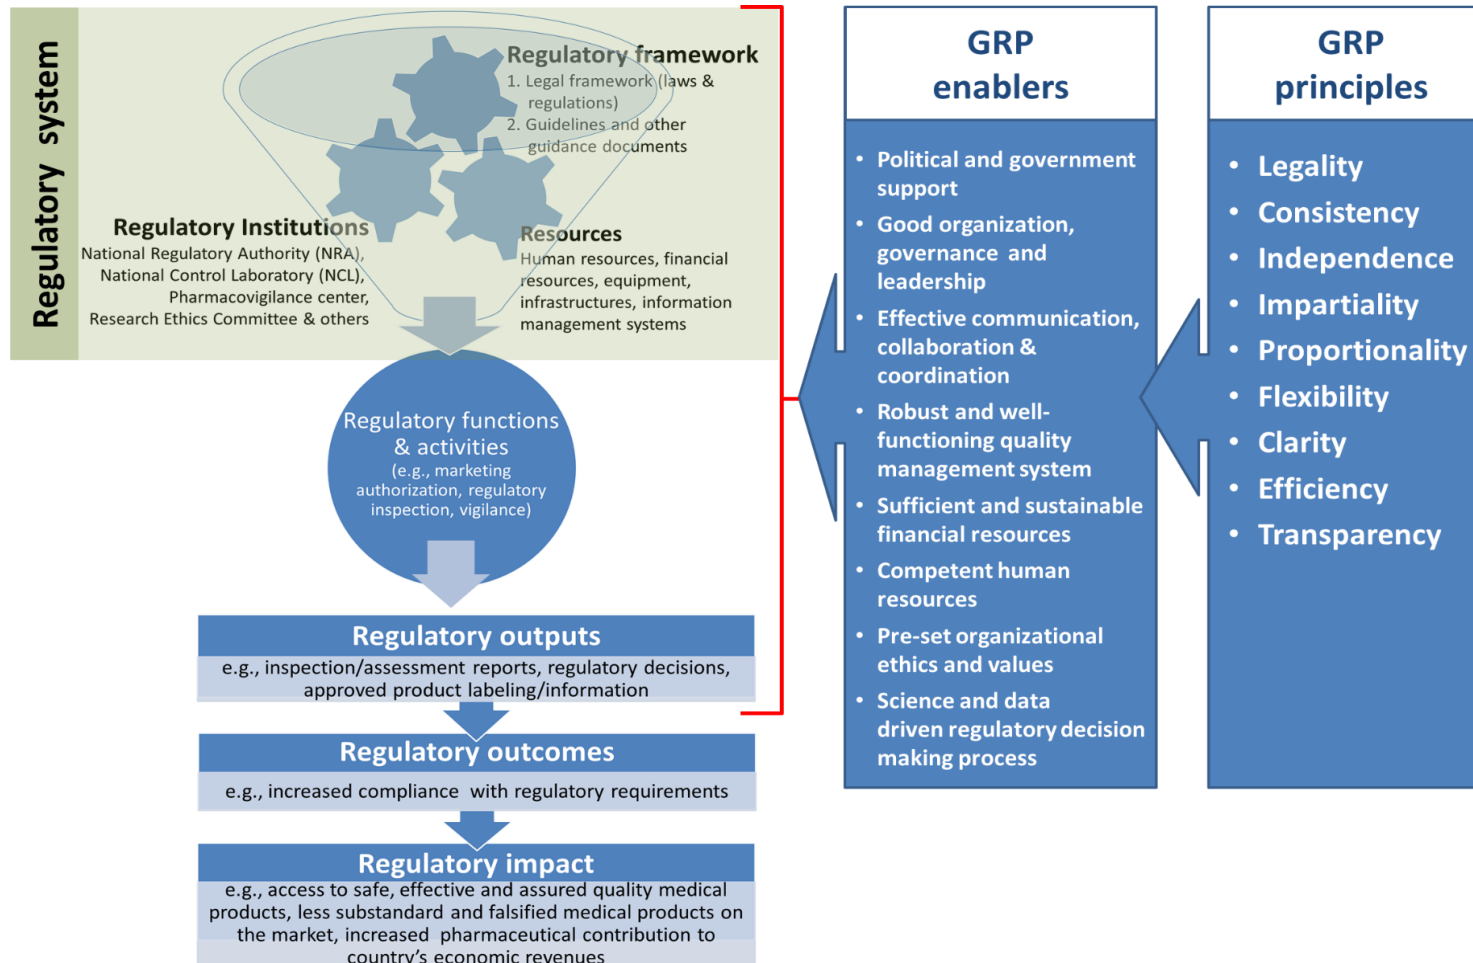 Regulatory system
Regulatory framework
1. Legal framework (laws &
regulations)
2. Guidelines and other
guidance documents
Regulatory Institutions
National Regulatory Authority (NRA),
National Control Laboratory (NCL),
Pharmacovigilance center,
Research Ethics Committee & others
Resources
Human resources, financial
resources, equipment,
infrastructures, information
management systems
Regulatory functions
& activities
(e.g., marketing
authorization, regulatory
inspection, vigilance)
Regulatory outputs
e.g., inspection/assessment reports, regulatory decisions,
approved product labeling/information
Regulatory outcomes
e.g., increased compliance with regulatory requirements
Regulatory impact
e.g., access to safe, effective and assured quality medical
products, less substandard and falsified medical products on
the market, increased pharmaceutical contribution to
country's economic revenues
GRP
enablers
• Political and government
support
• Good organization,
governance and
leadership
• Effective communication,
collaboration &
coordination
• Robust and well-
functioning quality
management system
• Sufficient and sustainable
financial resources
• Competent human
resources
• Pre-set organizational
ethics and values
• Science and data
driven regulatory decision
making process
GRP
principles
• Legality
• Consistency
• Independence
• Impartiality
• Proportionality
• Flexibility
• Clarity
• Efficiency
• Transparency